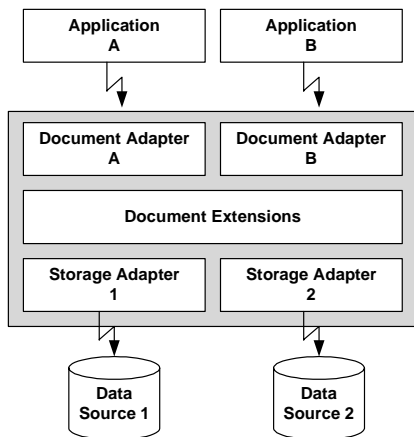 Application
A
Application
B
Document Adapter
A
Document Adapter
B
Document Extensions
Storage Adapter
1
Storage Adapter
2
Data
Source 1
Data
Source 2